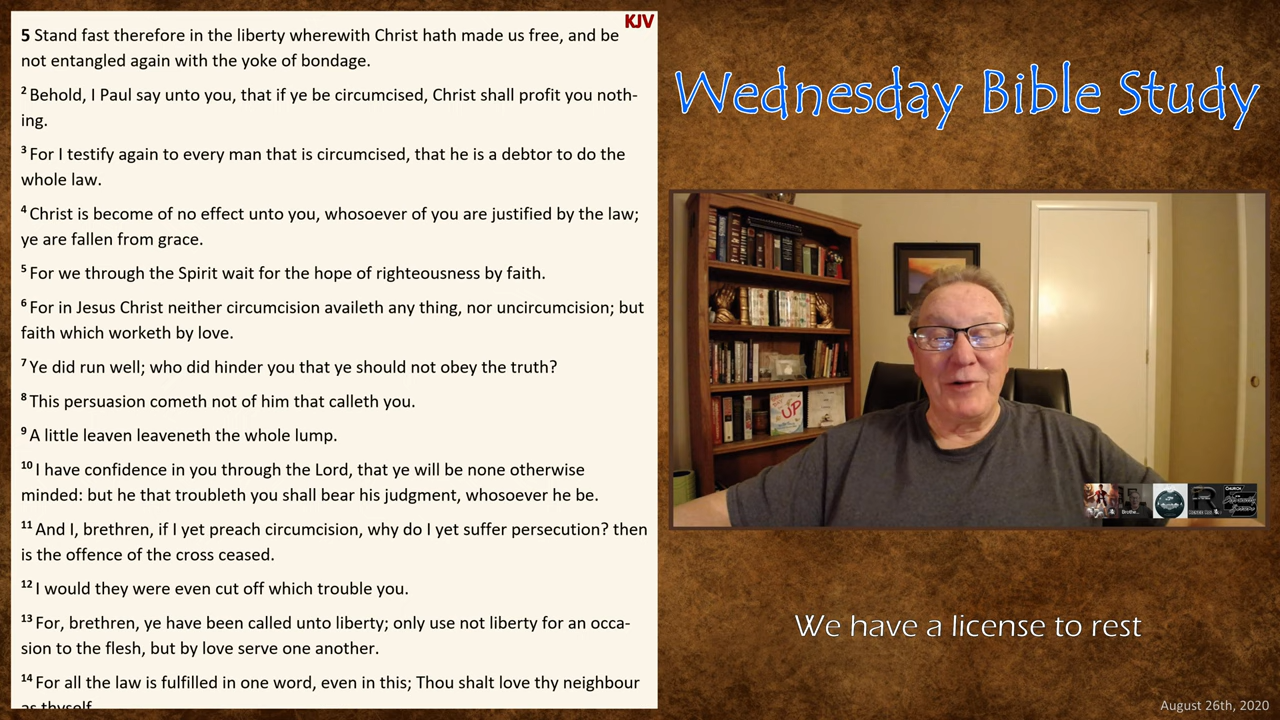 KJV
5 Stand fast therefore in the liberty wherewith Christ hath made us free, and be
not entangled again with the yoke of bondage.
2 Behold, I Paul say unto you, that if ye be circumcised, Christ shall profit you noth-
ing.
3 For I testify again to every man that is circumcised, that he is a debtor to do the
whole law.
4 Christ is become of no effect unto you, whosoever of you are justified by the law;
ye are fallen from grace.
5 For we through the Spirit wait for the hope of righteousness by faith.
6 For in Jesus Christ neither circumcision availeth any thing, nor uncircumcision; but
faith which worketh by love.
7 Ye did run well; who did hinder you that ye should not obey the truth?
8 This persuasion cometh not of him that calleth you.
9 A little leaven leaveneth the whole lump.
10 I have confidence in you through the Lord, that ye will be none otherwise
minded: but he that troubleth you shall bear his judgment, whosoever he be.
11 And I, brethren, if I yet preach circumcision, why do I yet suffer persecution? then
is the offence of the cross ceased.
12 I would they were even cut off which trouble you.
13 For, brethren, ye have been called unto liberty; only use not liberty for an occa-
sion to the flesh, but by love serve one another.
14 For all the law is fulfilled in one word, even in this; Thou shalt love thy neighbour
as thyself
Wednesday Bible Study
UP
Brothe...
CHURCH
We have a license to rest
August 26th, 2020